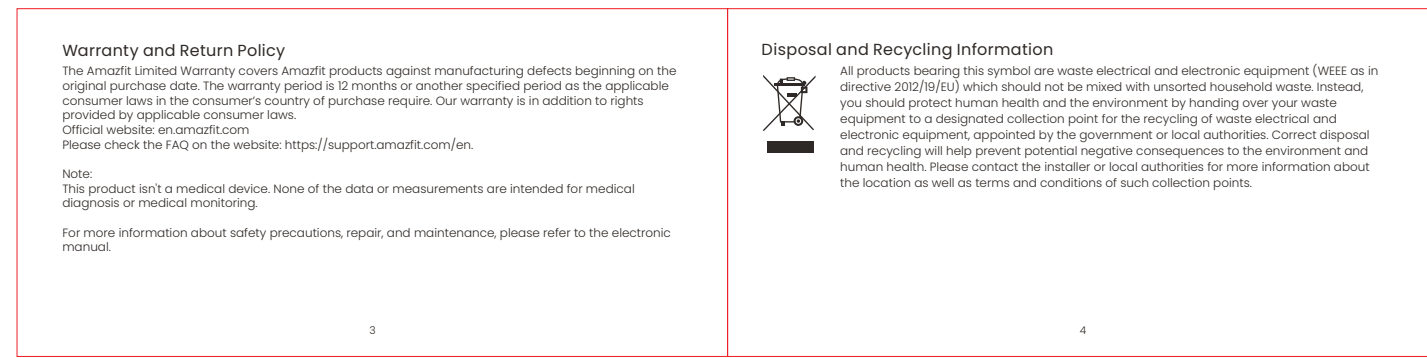 Warranty and Return Policy
The Amazfit Limited Warranty covers Amazfit products against manufacturing defects beginning on the
original purchase date. The warranty period is 12 months or another specified period as the applicable
consumer laws in the consumer's country of purchase require. Our warranty is in addition to rights
provided by applicable consumer laws.
Official website: en.amazfit.com
Please check the FAQ on the website: https://support.amazfit.com/en.
Note:
This product isn't a medical device. None of the data or measurements are intended for medical
diagnosis or medical monitoring.
For more information about safety precautions, repair, and maintenance, please refer to the electronic
manual.
3
Disposal and Recycling Information
All products bearing this symbol are waste electrical and electronic equipment (WEEE as in
directive 2012/19/EU) which should not be mixed with unsorted household waste. Instead,
you should protect human health and the environment by handing over your waste
equipment to a designated collection point for the recycling of waste electrical and
electronic equipment, appointed by the government or local authorities. Correct disposal
and recycling will help prevent potential negative consequences to the environment and
human health. Please contact the installer or local authorities for more information about
the location as well as terms and conditions of such collection points.
4